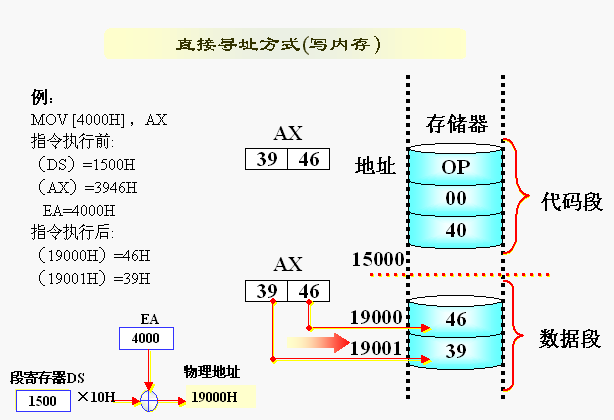 直接寻址方式(写内存)
例:
MOV [4000H] , AX
指令执行前:
（DS）=1500H
（AX）=3946H
EA=4000H
指令执行后:
（19000H）=46H
（19001H）=39H
AX
39 46
AX
39 46
地址
存储器
OP
00
40
代码段
15000
19000
46
19001
39
数据段
EA
4000
段寄存器DS
1500
×10H
物理地址
19000H